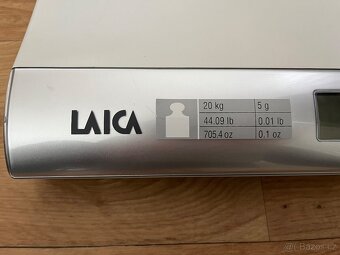 LAICA
20 kg 5 g
44.09 lb 0.01 lb
705.4 oz 0.1 oz